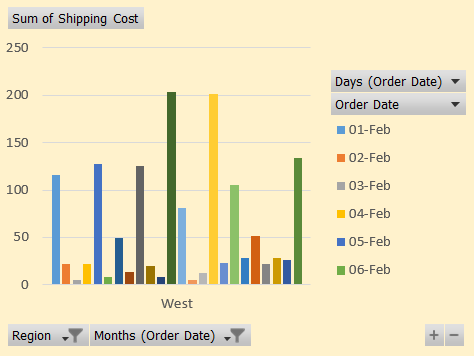 Sum of Shipping Cost
250
200
150
100
50
0
West
Days (Order Date)
Order Date
01-Feb
02-Feb
03-Feb
04-Feb
05-Feb
06-Feb
Region Months (Order Date)
+ −